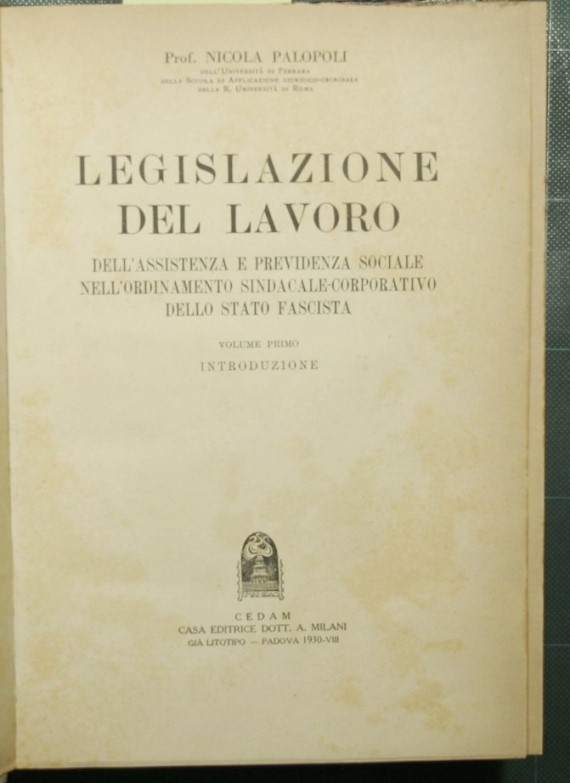 Prof. NICOLA PALOPOLI
DELL'UNIVERSITÀ DI FERRARA
DELLA SCUOLA DI APPLICAZIONE GIURIDICO-CRIMINALE
DELLA R. UNIVERSITÀ DI ROMA
LEGISLAZIONE
DEL LAVORO
DELL'ASSISTENZA E PREVIDENZA SOCIALE
NELL'ORDINAMENTO SINDACALE-CORPORATIVO
DELLO STATO FASCISTA
VOLUME PRIMO
INTRODUZIONE
CEDAM
CASA EDITRICE DOTT. A. MILANI
GIÀ LITOTIPO — PADOVA 1930-VIII